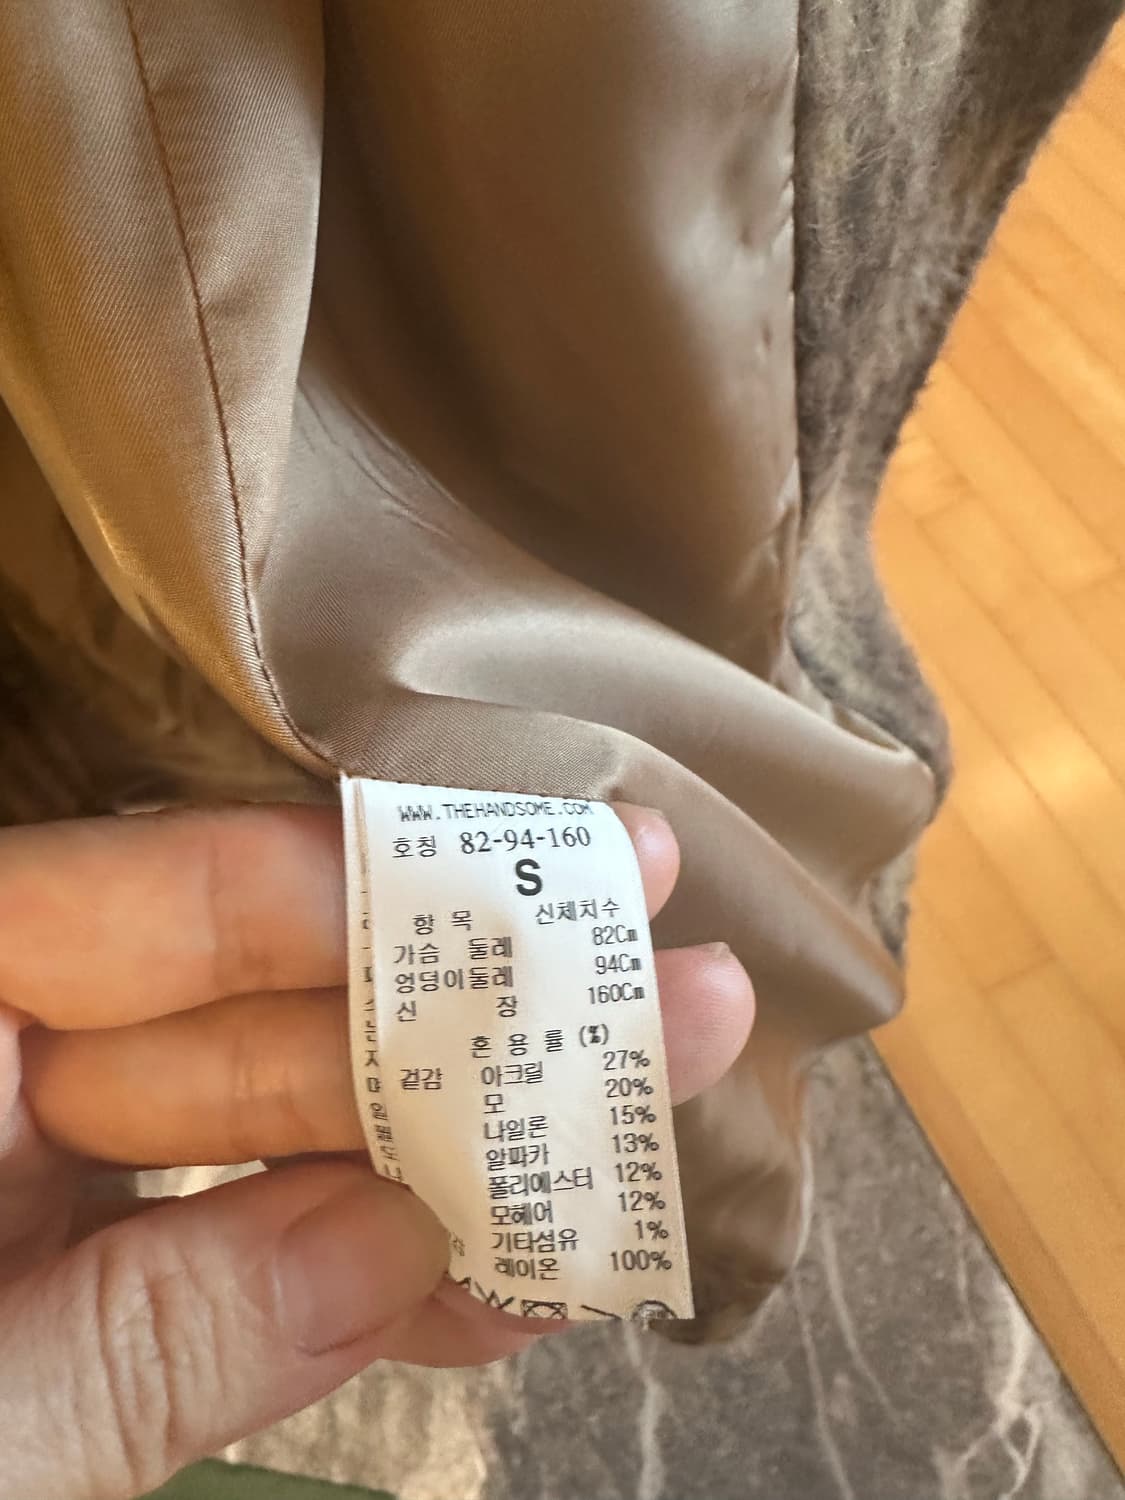 WWW.THEHANDSOME.COM
호칭 82-94-160
S
항 목 신체치수
가슴 둘레 82Cm
엉덩이둘레 94Cm
신 장 160Cm
혼 용 률 (%)
겉감 아크릴 27%
모 20%
나일론 15%
알파카 13%
폴리에스터 12%
모헤어 12%
기타섬유 1%
레이온 100%